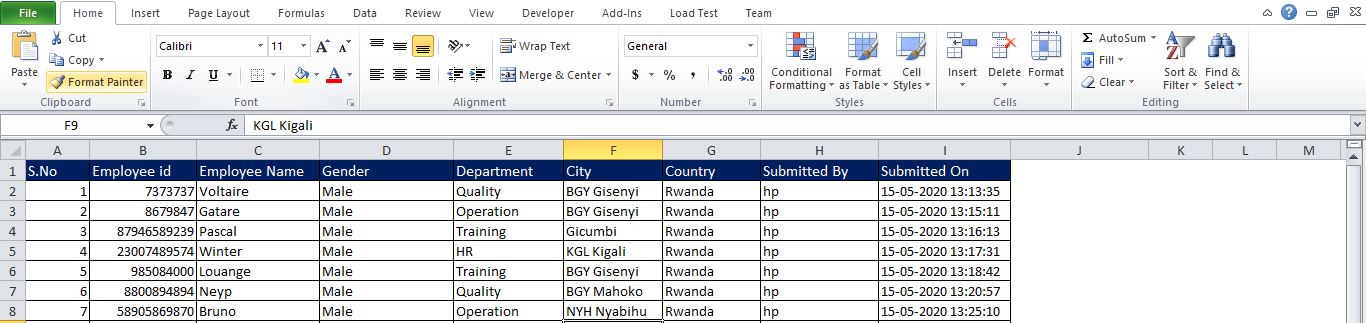 File Home Insert Page Layout Formulas Data Review View Developer Add-Ins Load Test Team
Paste
Cut
Copy
Format Painter
Clipboard
Calibri 11
B I U
Font
Wrap Text
Merge & Center
Alignment
General
$ % ,
Number
Conditional Formatting
Format as Table
Cell Styles
Styles
Insert Delete Format
Cells
Σ AutoSum
Fill
Clear
Sort & Filter
Find & Select
Editing
F9 fx KGL Kigali
A B C D E F G H I J K L M
1 S.No Employee id Employee Name Gender Department City Country Submitted By Submitted On
2 1 7373737 Voltaire Male Quality BGY Gisenyi Rwanda hp 15-05-2020 13:13:35
3 2 8679847 Gatare Male Operation BGY Gisenyi Rwanda hp 15-05-2020 13:15:11
4 3 87946589239 Pascal Male Training Gicumbi Rwanda hp 15-05-2020 13:16:13
5 4 23007489574 Winter Male HR KGL Kigali Rwanda hp 15-05-2020 13:17:31
6 5 985084000 Louange Male Training BGY Gisenyi Rwanda hp 15-05-2020 13:18:42
7 6 8800894894 Neyp Male Quality BGY Mahoko Rwanda hp 15-05-2020 13:20:57
8 7 58905869870 Bruno Male Operation NYH Nyabihu Rwanda hp 15-05-2020 13:25:10